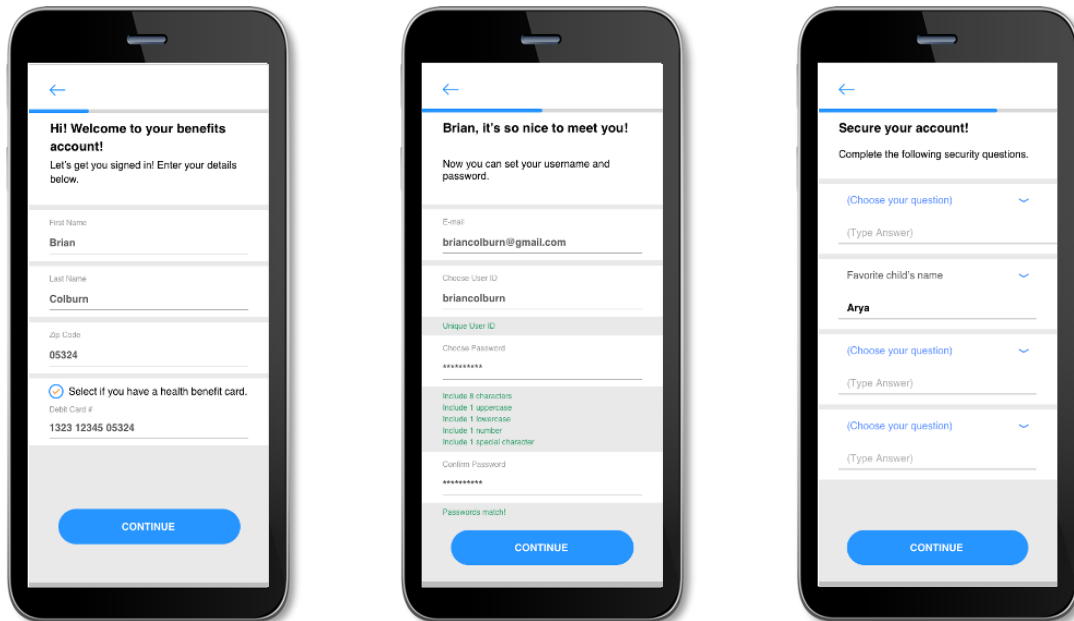 Hi! Welcome to your benefits
account!
Let's get you signed in! Enter your details
below.
First Name
Brian
Last Name
Colburn
Zip Code
05324
Select if you have a health benefit card.
Debit Card #
1323 12345 05324
CONTINUE
Brian, it's so nice to meet you!
Now you can set your username and
password.
E-mail
briancolburn@gmail.com
Choose User ID
briancolburn
Unique User ID
Choose Password
**********
Include 8 characters
Include 1 uppercase
Include 1 lowercase
Include 1 number
Include 1 special character
Confirm Password
**********
Passwords match!
CONTINUE
Secure your account!
Complete the following security questions.
(Choose your question)
(Type Answer)
Favorite child's name
Arya
(Choose your question)
(Type Answer)
(Choose your question)
(Type Answer)
CONTINUE